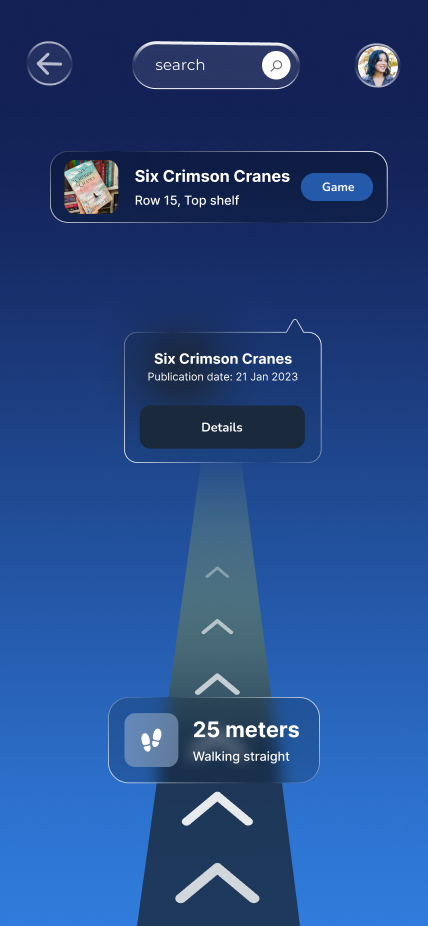 search
Six Crimson Cranes
Row 15, Top shelf
Game
Six Crimson Cranes
Publication date: 21 Jan 2023
Details
25 meters
Walking straight